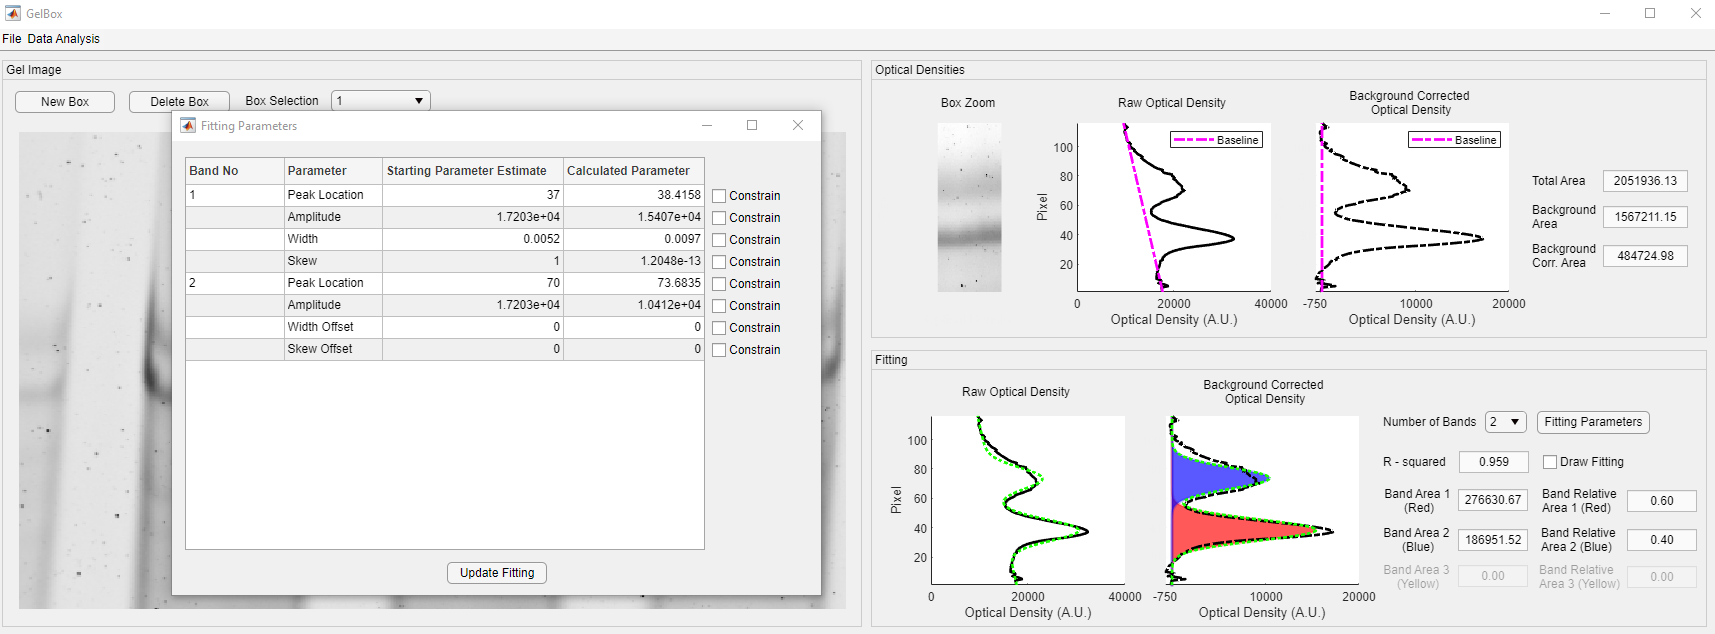 GelBox
File Data Analysis
Gel Image
New Box Delete Box Box Selection 1
Fitting Parameters
Band No Parameter Starting Parameter Estimate Calculated Parameter
1 Peak Location 37 38.4158 Constrain
Amplitude 1.7203e+04 1.5407e+04 Constrain
Width 0.0052 0.0097 Constrain
Skew 1 1.2048e-13 Constrain
2 Peak Location 70 73.6835 Constrain
Amplitude 1.7203e+04 1.0412e+04 Constrain
Width Offset 0 0 Constrain
Skew Offset 0 0 Constrain
Update Fitting
Optical Densities
Box Zoom
Raw Optical Density
Baseline
100
80
60
40
20
Pixel
0 20000 40000
Optical Density (A.U.)
Background Corrected
Optical Density
Baseline
-750 10000 20000
Optical Density (A.U.)
Total Area 2051936.13
Background
Area
1567211.15
Background
Corr. Area
484724.98
Fitting
Raw Optical Density
100
80
60
40
20
Pixel
0 20000 40000
Optical Density (A.U.)
Background Corrected
Optical Density
-750 10000 20000
Optical Density (A.U.)
Number of Bands 2 Fitting Parameters
R - squared 0.959 Draw Fitting
Band Area 1
(Red)
276630.67
Band Relative
Area 1 (Red)
0.60
Band Area 2
(Blue)
186951.52
Band Relative
Area 2 (Blue)
0.40
Band Area 3
(Yellow)
0.00
Band Relative
Area 3 (Yellow)
0.00